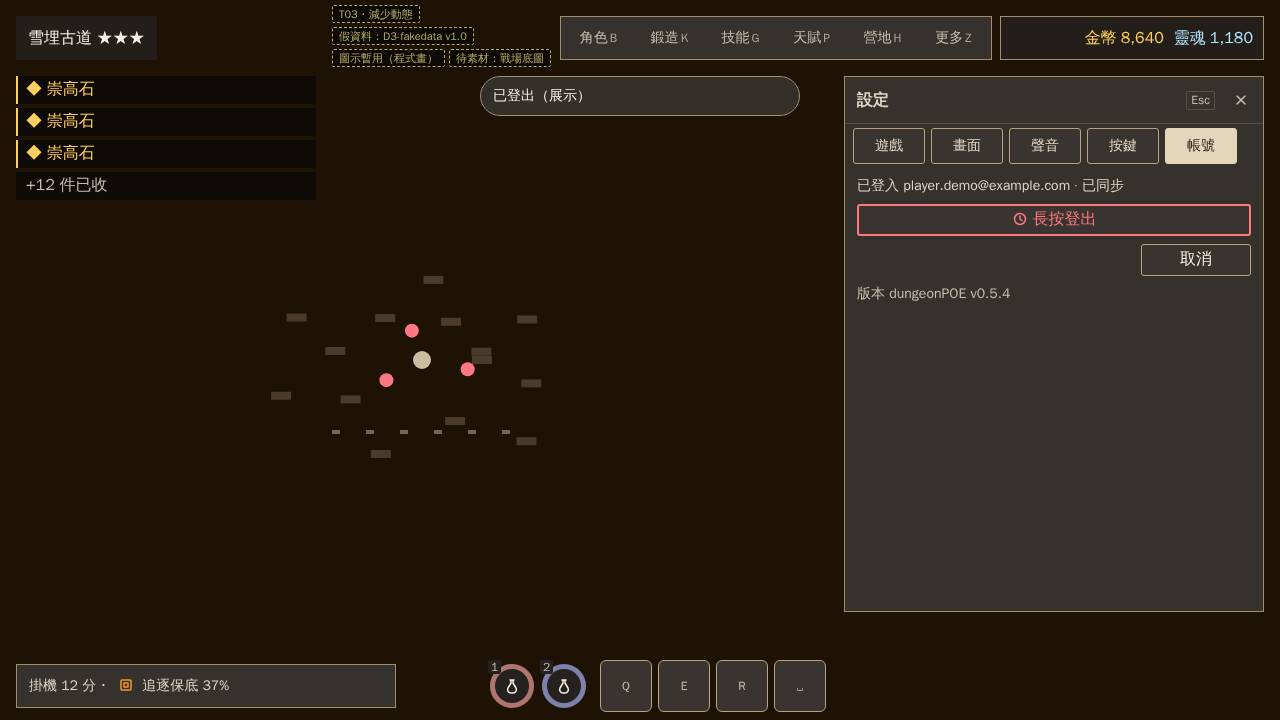 雪埋古道 ★★★
T03・減少動態
假資料：D3-fakedata v1.0
圖示暫用（程式畫） 待素材：戰場底圖
角色B 鍛造K 技能G 天賦P 營地H 更多Z
金幣 8,640 靈魂 1,180
崇高石
崇高石
崇高石
+12 件已收
已登出（展示）
設定 Esc ×
遊戲 畫面 聲音 按鍵 帳號
已登入 player.demo@example.com · 已同步
長按登出
取消
版本 dungeonPOE v0.5.4
掛機 12 分・ 追逐保底 37%
1 2 Q E R ⎵